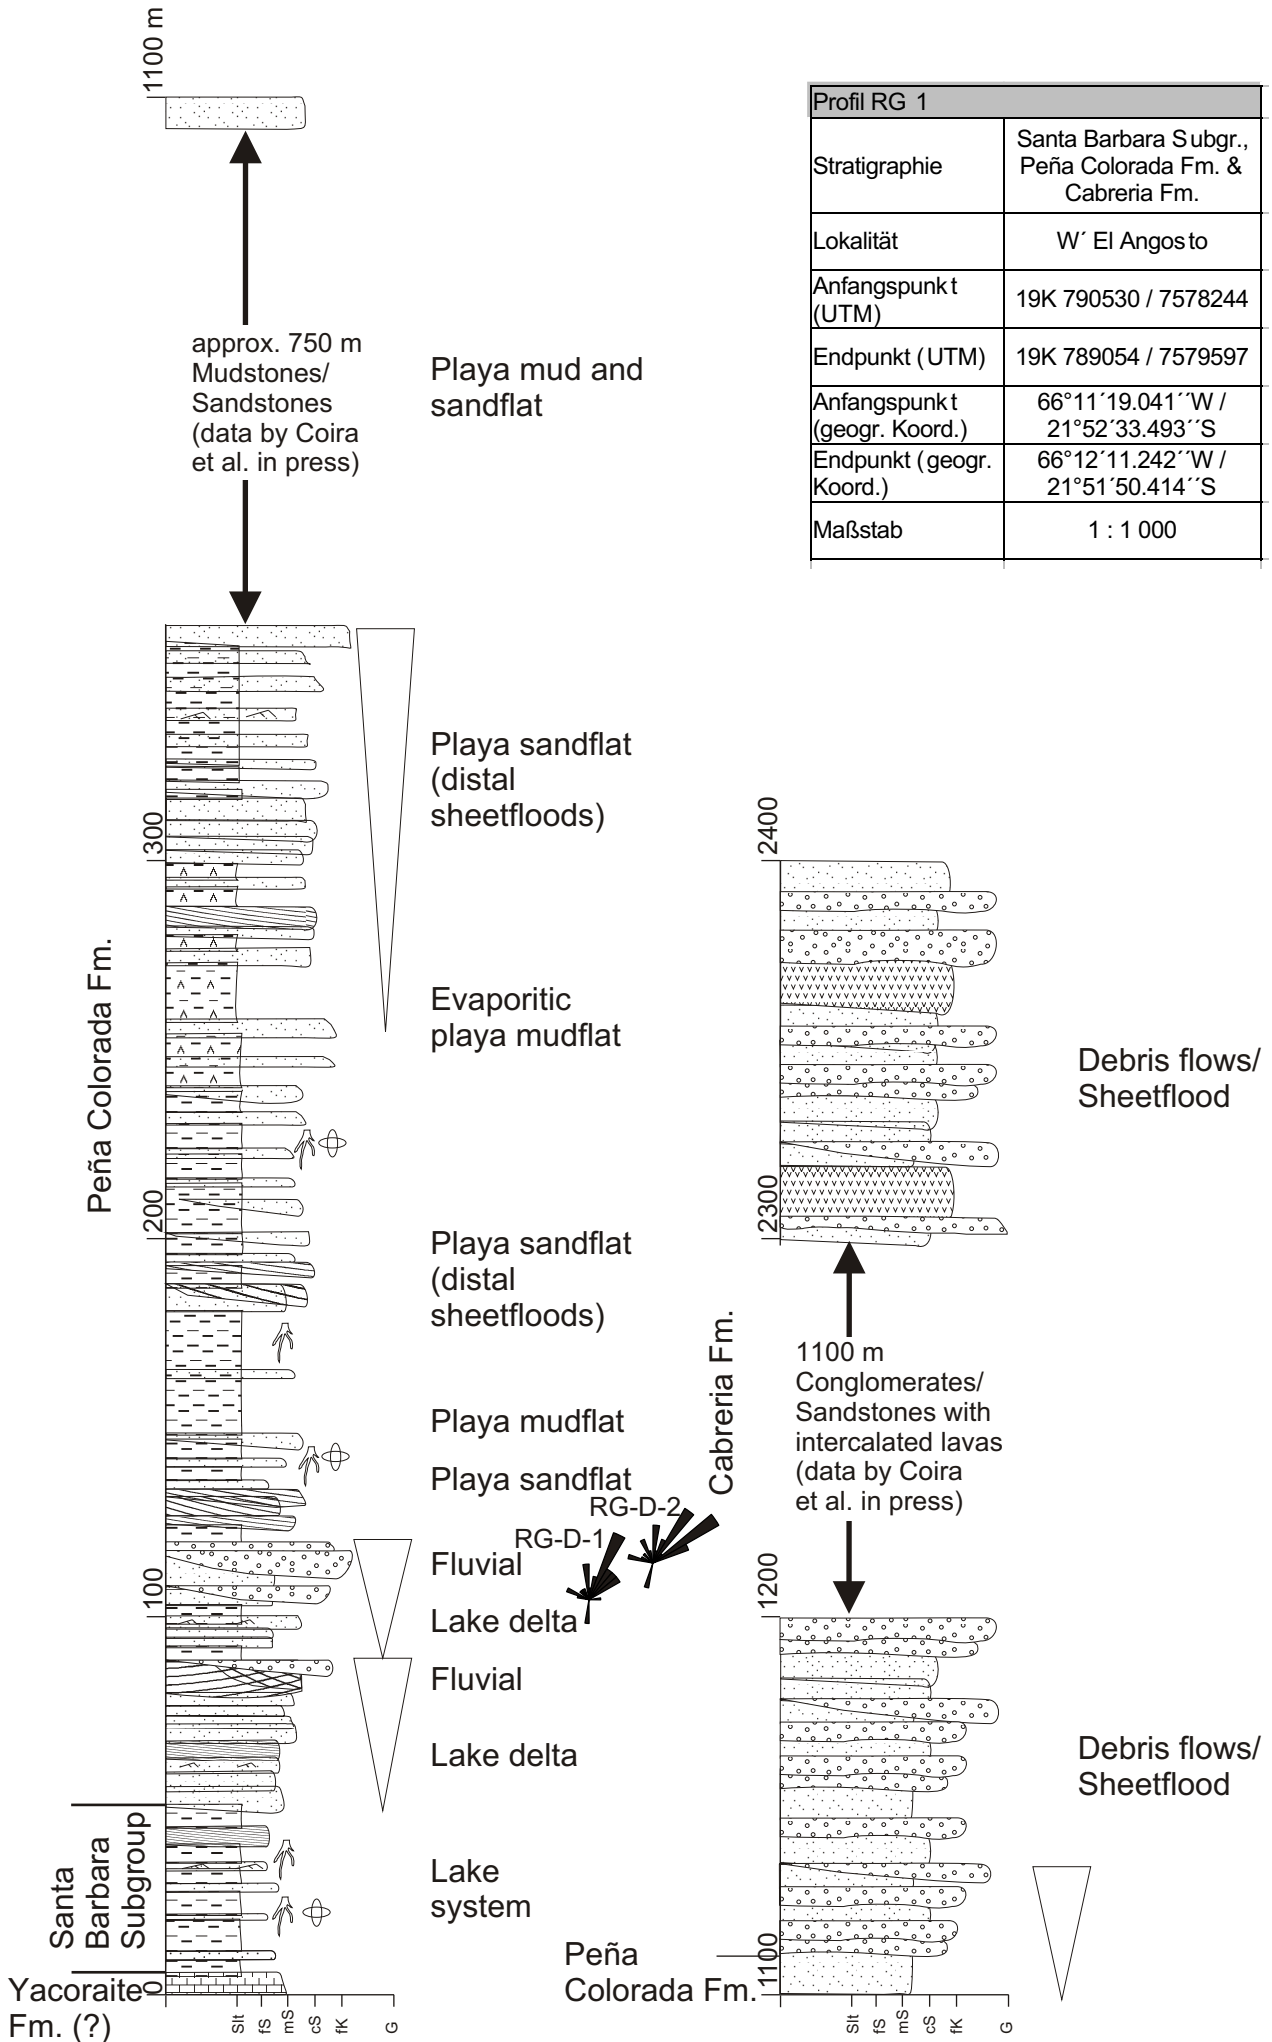 1100 m
Profil RG 1
Stratigraphie
Santa Barbara Subgr.,
Peña Colorada Fm. &
Cabreria Fm.
Lokalität
W´ El Angosto
Anfangspunkt
(UTM)
19K 790530 / 7578244
Endpunkt (UTM)
19K 789054 / 7579597
Anfangspunkt
(geogr. Koord.)
66°11´19.041´´W /
21°52´33.493´´S
Endpunkt (geogr.
Koord.)
66°12´11.242´´W /
21°51´50.414´´S
Maßstab
1 : 1 000
approx. 750 m
Mudstones/
Sandstones
(data by Coira
et al. in press)
Playa mud and
sandflat
Playa sandflat
(distal
sheetfloods)
300
Peña Colorada Fm.
Evaporitic
playa mudflat
200
Playa sandflat
(distal
sheetfloods)
Playa mudflat
Playa sandflat
RG-D-2
RG-D-1
Fluvial
100
Lake delta
Fluvial
Lake delta
Santa
Barbara
Subgroup
Lake
system
Yacoraite
Fm. (?)
0
Slt
fS
mS
cS
fK
G
2400
Debris flows/
Sheetflood
2300
Cabreria Fm.
1100 m
Conglomerates/
Sandstones with
intercalated lavas
(data by Coira
et al. in press)
1200
Debris flows/
Sheetflood
Peña
Colorada Fm.
1100
Slt
fS
mS
cS
fK
G